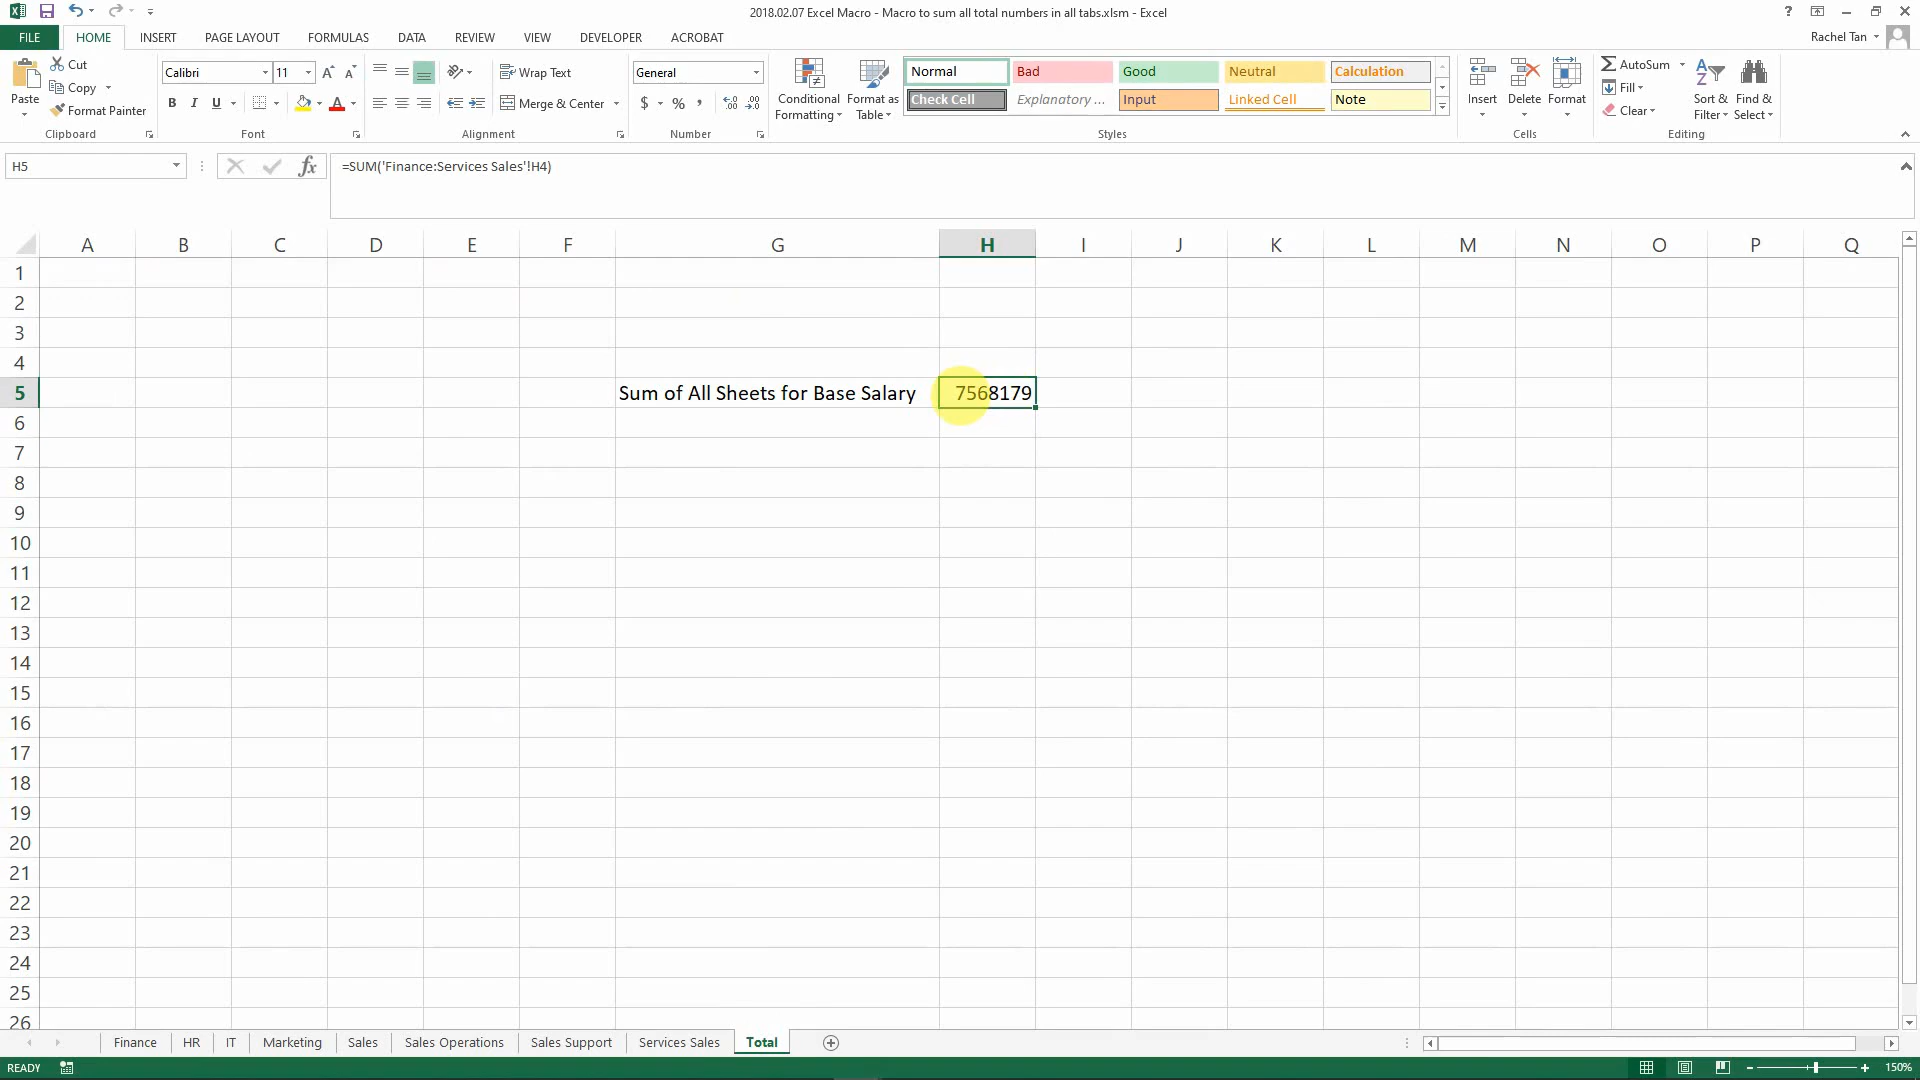 2018.02.07 Excel Macro - Macro to sum all total numbers in all tabs.xlsm - Excel
?
FILE HOME INSERT PAGE LAYOUT FORMULAS DATA REVIEW VIEW DEVELOPER ACROBAT Rachel Tan
Paste
Cut
Copy
Format Painter
Clipboard
Calibri 11 A A
B I U A
Font
Wrap Text
Merge & Center
Alignment
General
$ % ,
Number
Conditional Formatting
Format as Table
Normal Bad Good Neutral Calculation
Check Cell Explanatory ... Input Linked Cell Note
Styles
Insert Delete Format
Cells
AutoSum
Fill
Clear
Sort & Filter
Find & Select
Editing
H5 fx =SUM('Finance:Services Sales'!H4)
A B C D E F G H I J K L M N O P Q
1
2
3
4
5 Sum of All Sheets for Base Salary 7568179
6
7
8
9
10
11
12
13
14
15
16
17
18
19
20
21
22
23
24
25
26
Finance HR IT Marketing Sales Sales Operations Sales Support Services Sales Total
READY 150%